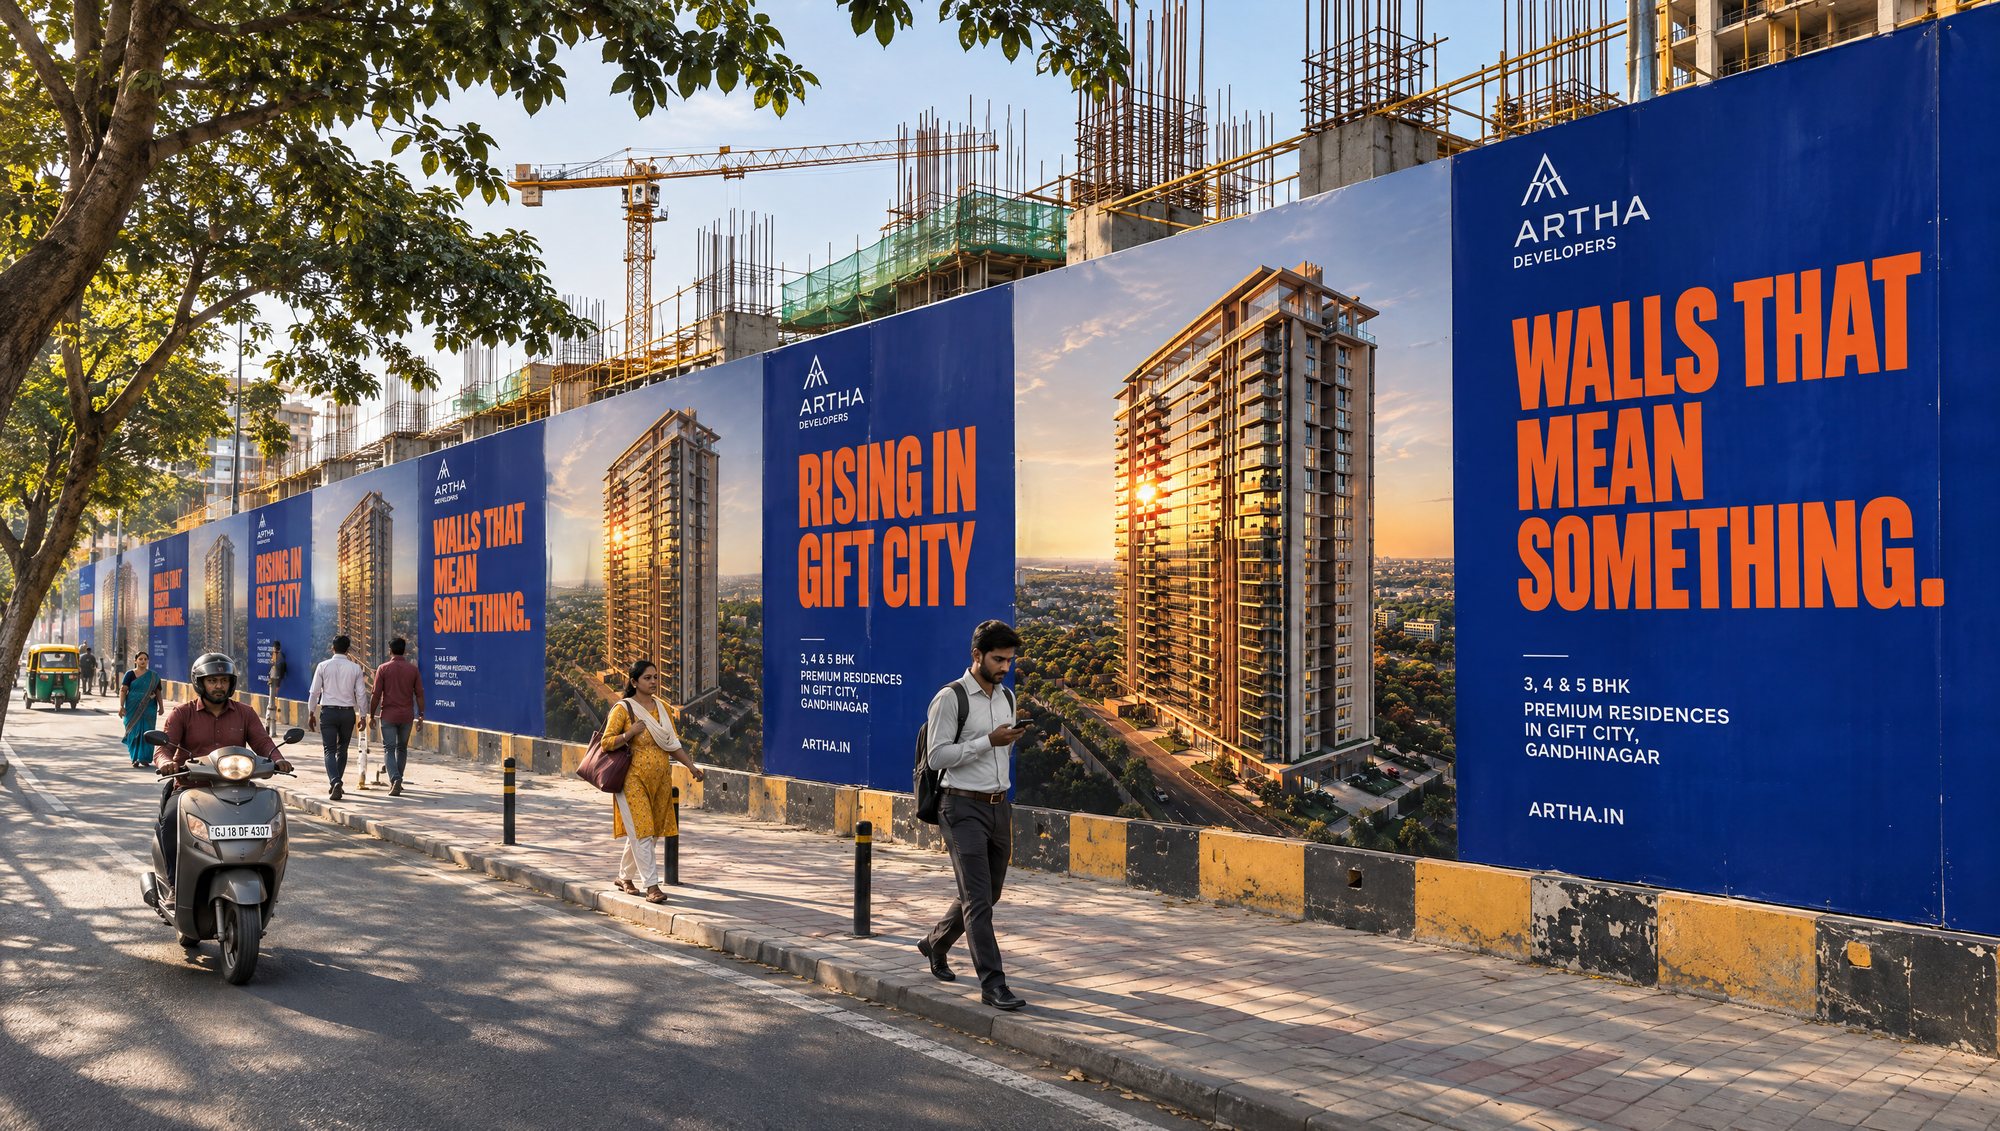 ARTHA
DEVELOPERS
WALLS THAT
MEAN
SOMETHING.
3, 4 & 5 BHK
PREMIUM RESIDENCES
IN GIFT CITY,
GANDHINAGAR
ARTHA.IN
ARTHA
DEVELOPERS
RISING IN
GIFT CITY
3, 4 & 5 BHK
PREMIUM RESIDENCES
IN GIFT CITY,
GANDHINAGAR
ARTHA.IN
ARTHA
DEVELOPERS
WALLS THAT
MEAN
SOMETHING.
3, 4 & 5 BHK
PREMIUM RESIDENCES
IN GIFT CITY,
GANDHINAGAR
ARTHA.IN
ARTHA
RISING IN
GIFT CITY
WALLS THAT
GJ 18 DF 4307